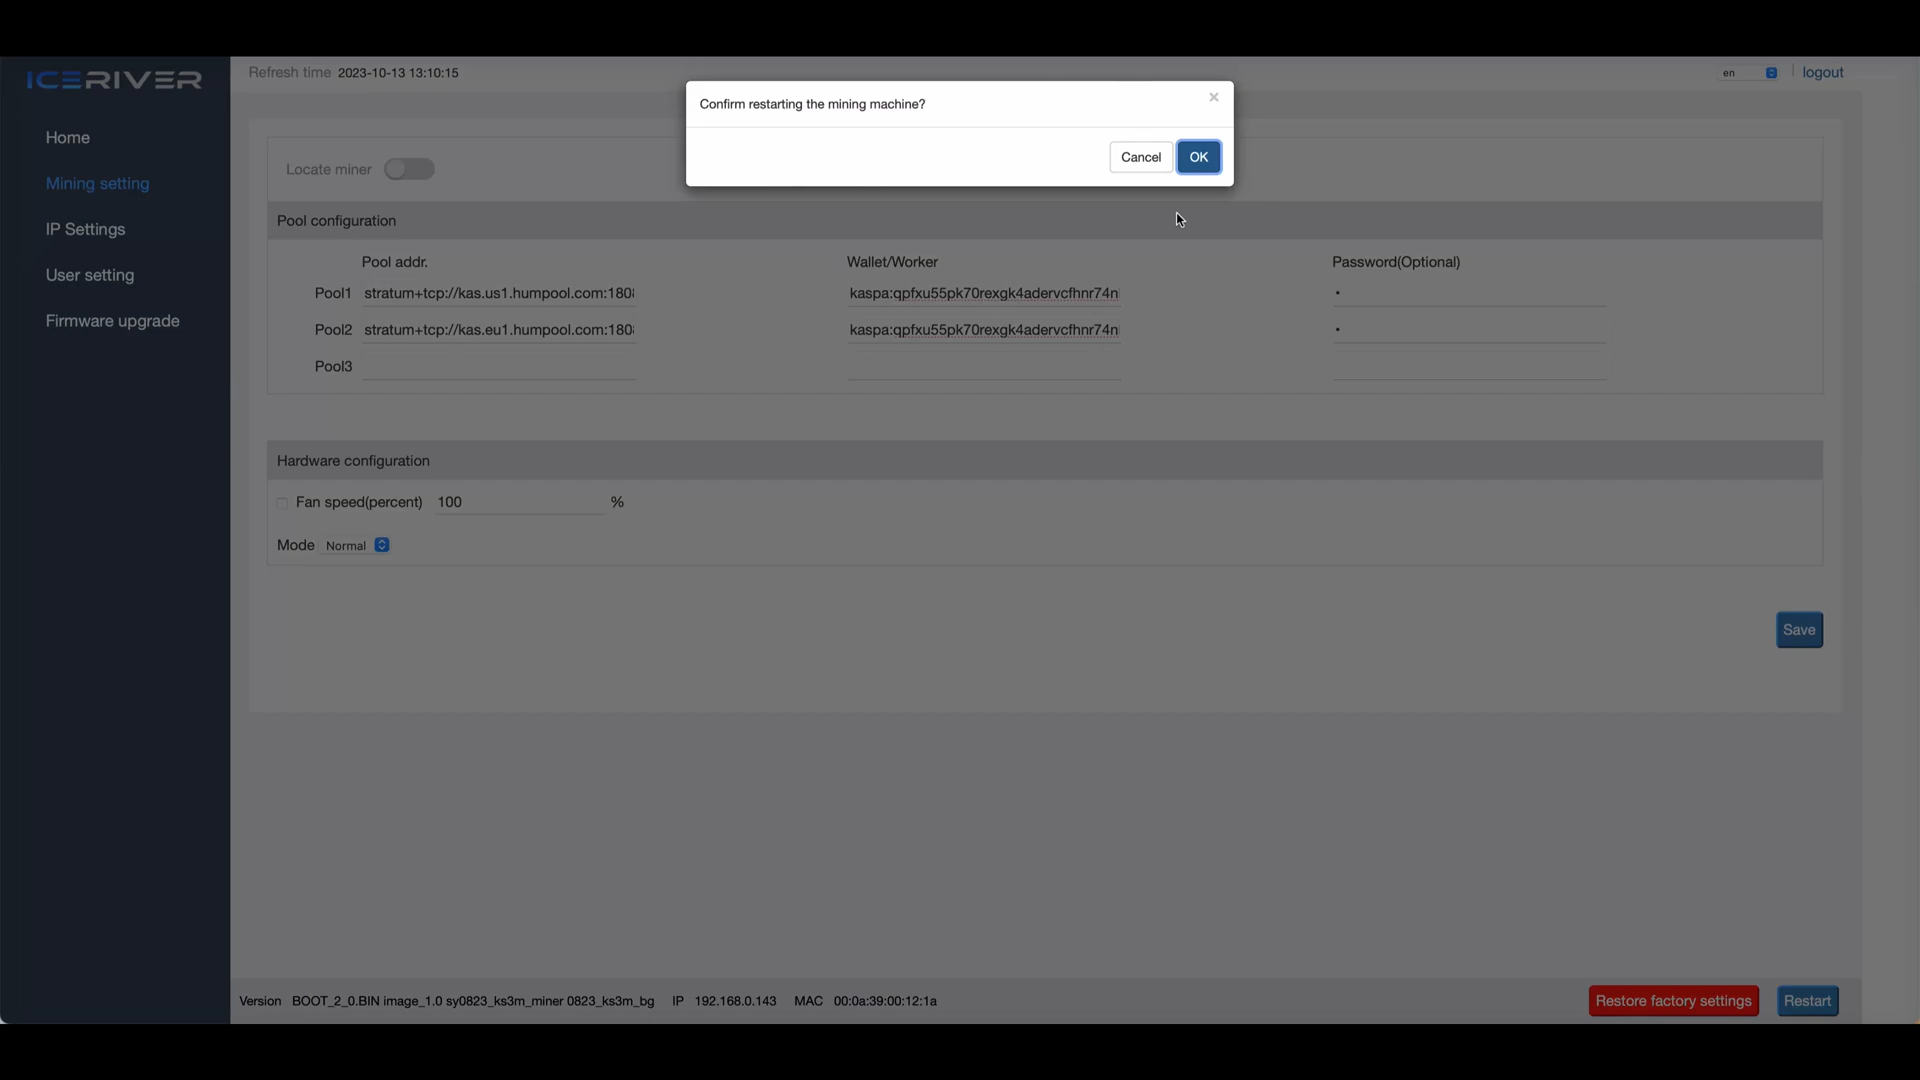 ICERIVER
Refresh time 2023-10-13 13:10:15
en
logout
Confirm restarting the mining machine?
×
Cancel
OK
Home
Mining setting
IP Settings
User setting
Firmware upgrade
Locate miner
Pool configuration
Pool addr. Wallet/Worker Password(Optional)
Pool1 stratum+tcp://kas.us1.humpool.com:180 kaspa:qpfxu55pk70rexgk4adervcfhnr74n •
Pool2 stratum+tcp://kas.eu1.humpool.com:180 kaspa:qpfxu55pk70rexgk4adervcfhnr74n •
Pool3
Hardware configuration
Fan speed(percent) 100 %
Mode Normal
Save
Version BOOT_2_0.BIN image_1.0 sy0823_ks3m_miner 0823_ks3m_bg IP 192.168.0.143 MAC 00:0a:39:00:12:1a
Restore factory settings
Restart